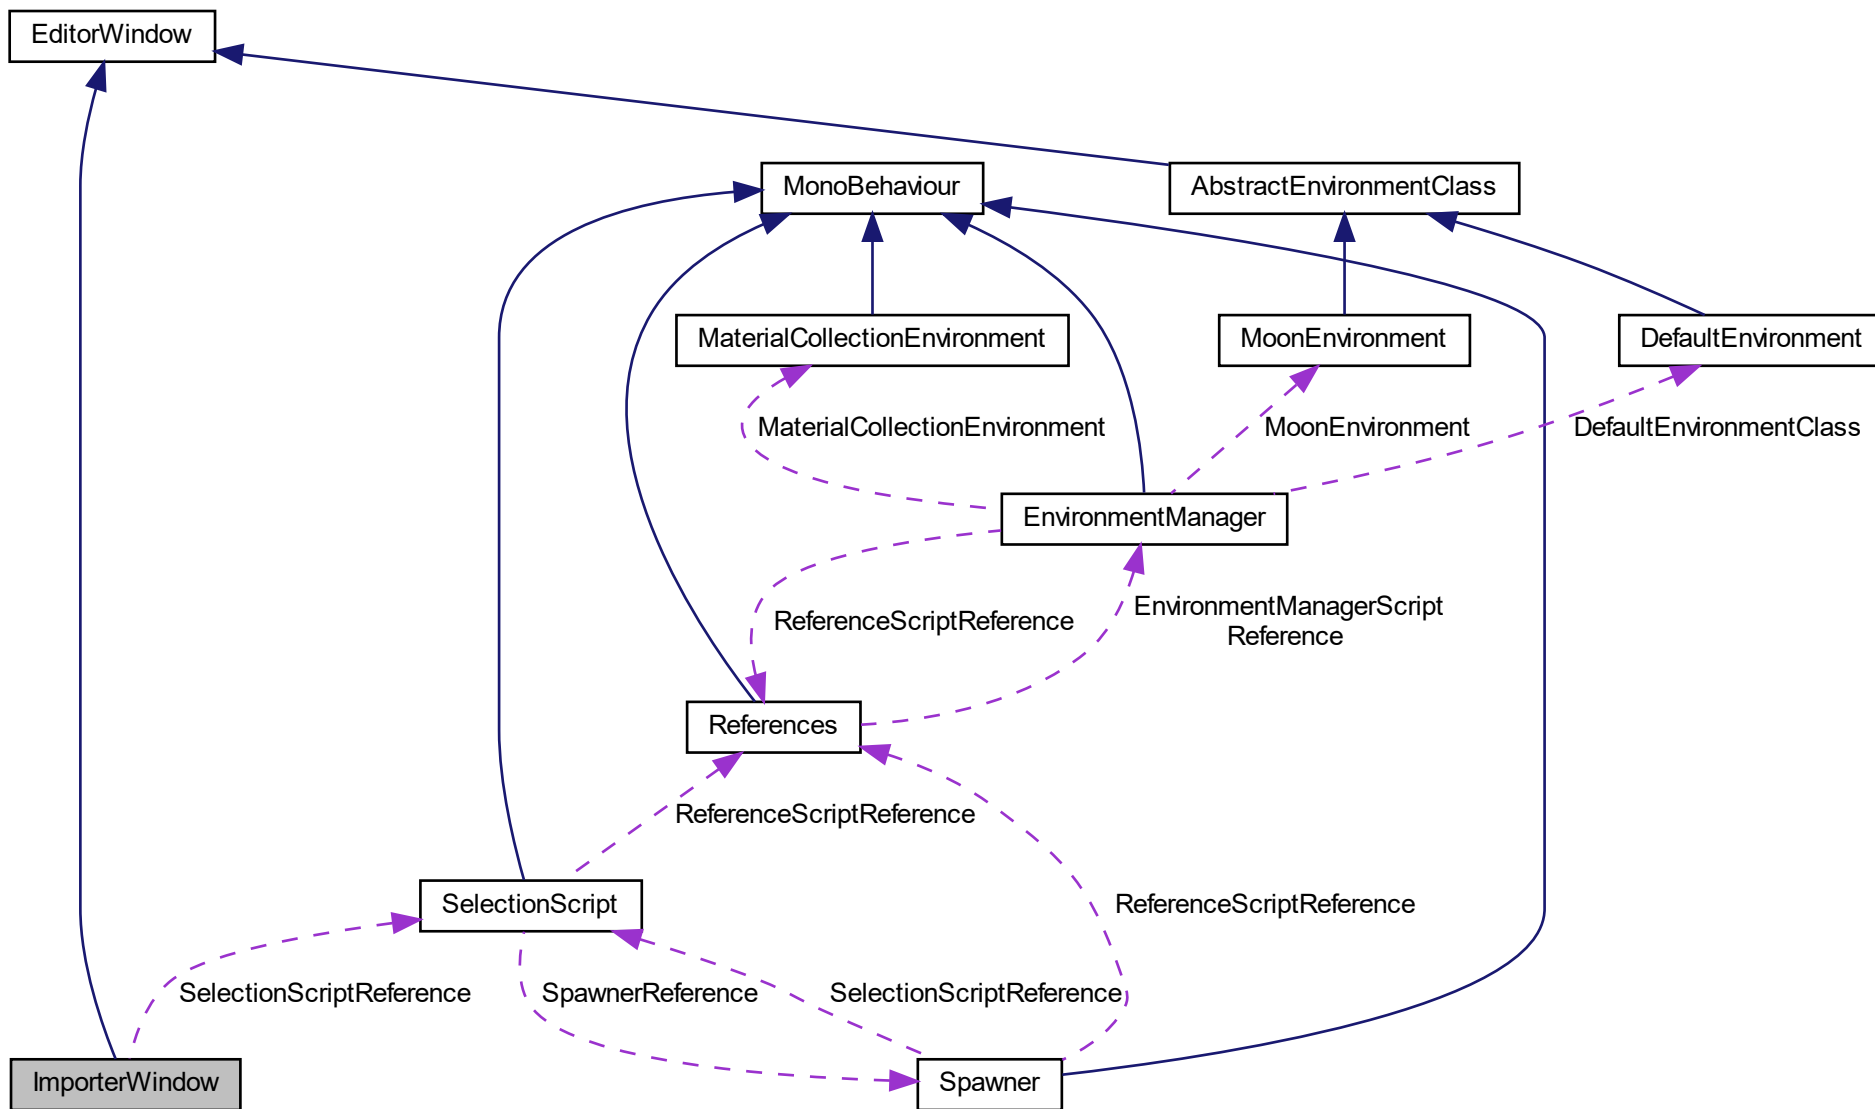 EditorWindow
MonoBehaviour
AbstractEnvironmentClass
MaterialCollectionEnvironment
MoonEnvironment
DefaultEnvironment
MaterialCollectionEnvironment
MoonEnvironment
DefaultEnvironmentClass
EnvironmentManager
ReferenceScriptReference
EnvironmentManagerScript
Reference
References
ReferenceScriptReference
SelectionScript
ReferenceScriptReference
SelectionScriptReference
SpawnerReference
SelectionScriptReference
ImporterWindow
Spawner